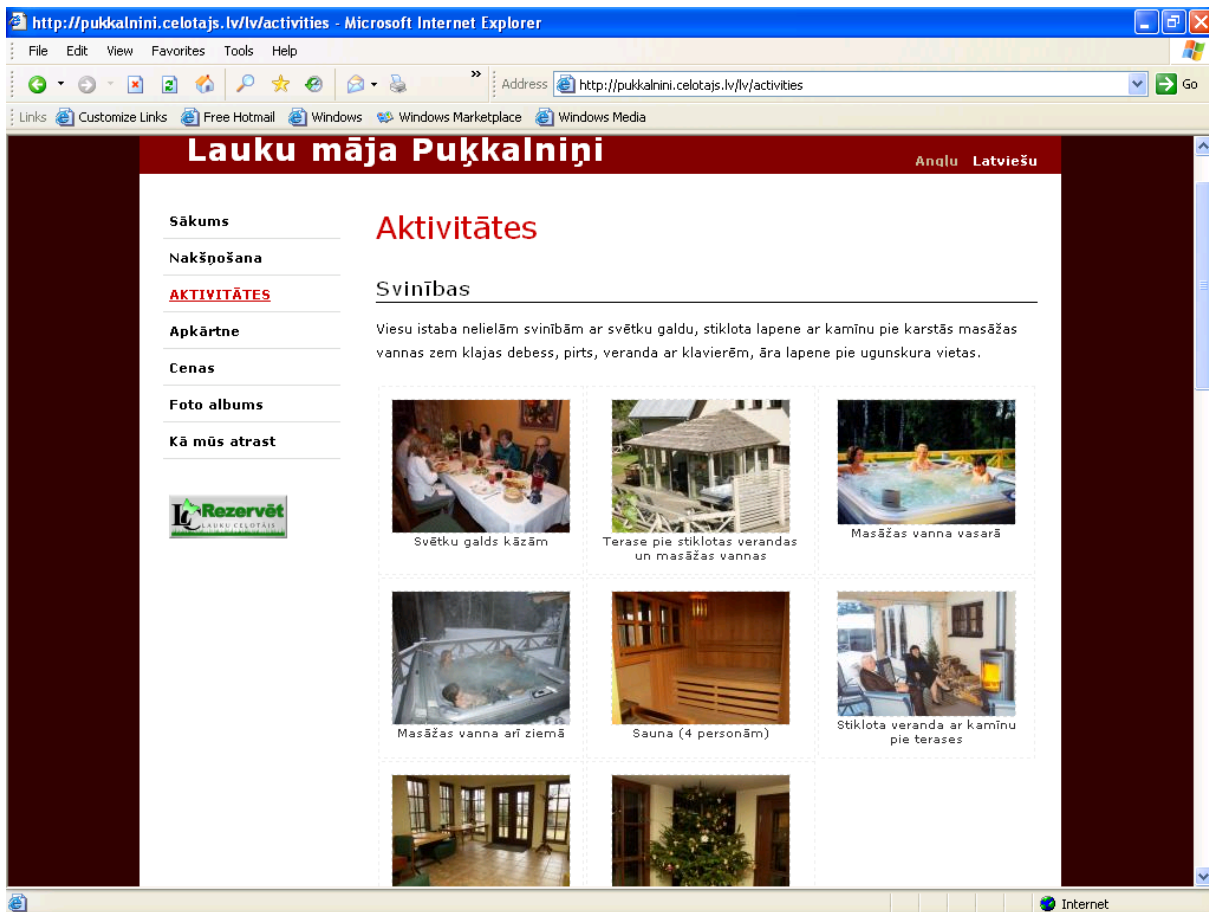 http://pukkalnini.celotajs.lv/lv/activities - Microsoft Internet Explorer
File Edit View Favorites Tools Help
» Address http://pukkalnini.celotajs.lv/lv/activities Go
Links Customize Links Free Hotmail Windows Windows Marketplace Windows Media
Lauku māja Puķkalniņi
Angļu Latviešu
Sākums
Nakšņošana
AKTIVITĀTES
Apkārtne
Cenas
Foto albums
Kā mūs atrast
LC Rezervēt
LAUKU CEĻOTĀJS
Aktivitātes
Svinības
Viesu istaba nelielām svinībām ar svētku galdu, stiklota lapene ar kamīnu pie karstās masāžas
vannas zem klajas debess, pirts, veranda ar klavierēm, āra lapene pie ugunskura vietas.
Svētku galds kāzām
Terase pie stiklotas verandas
un masāžas vannas
Masāžas vanna vasarā
Masāžas vanna arī ziemā
Sauna (4 personām)
Stiklota veranda ar kamīnu
pie terases
Internet